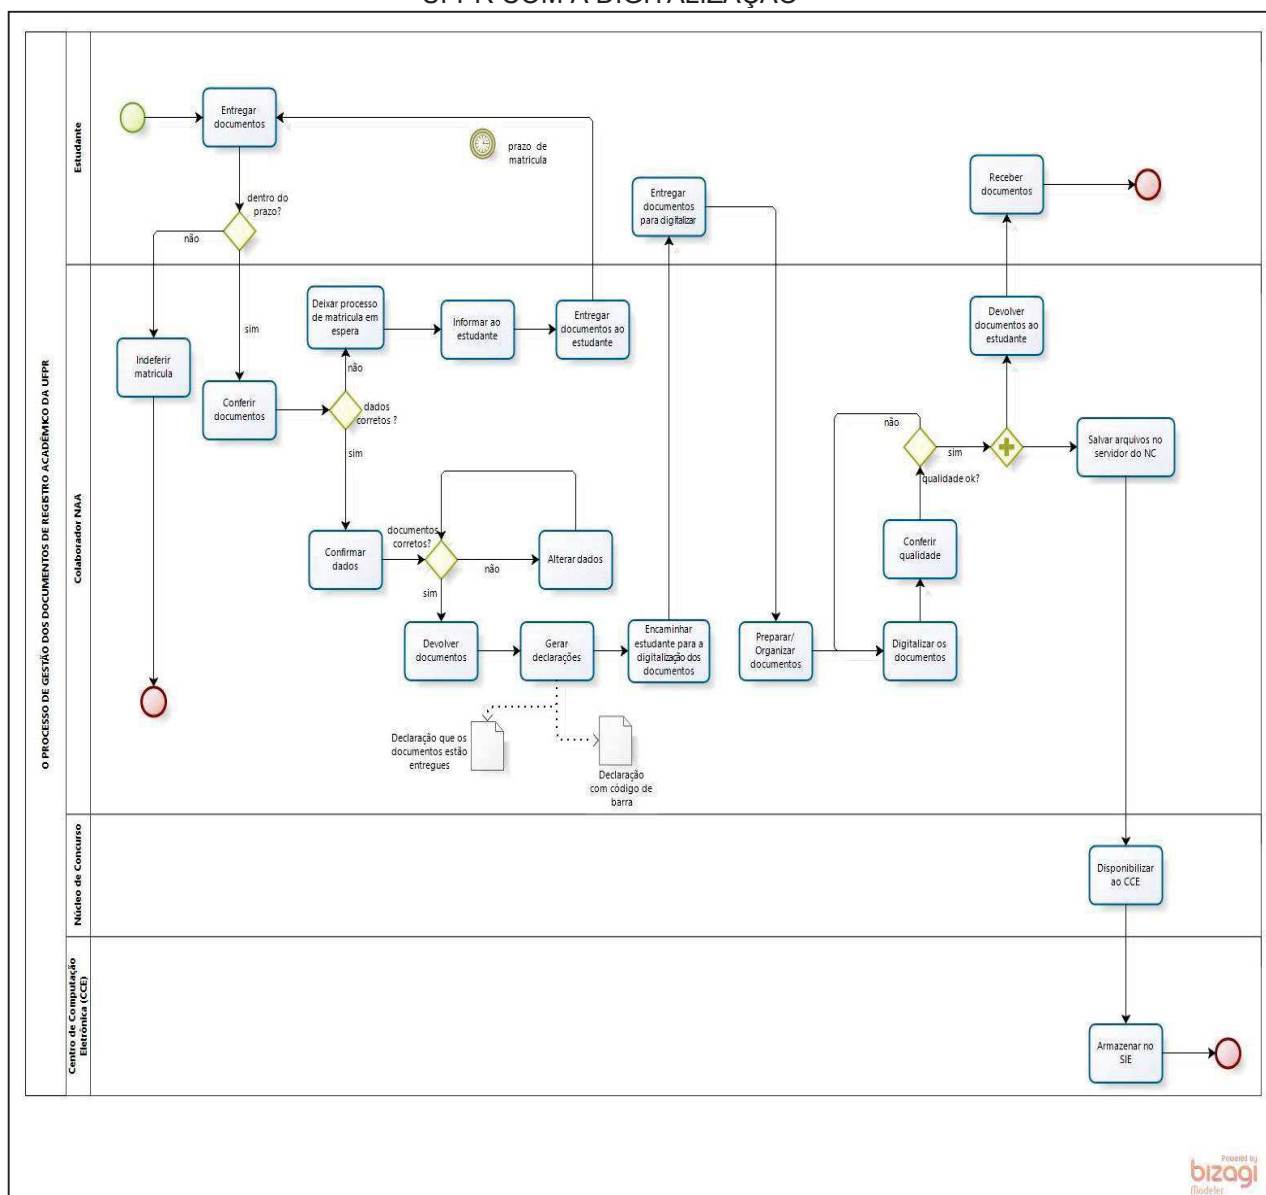 UFPR COM A DIGITALIZAÇÃO
O PROCESSO DE GESTÃO DOS DOCUMENTOS DE REGISTRO ACADÊMICO DA UFPR
Estudante
Entregar
documentos
dentro do
prazo?
não
sim
prazo de
matricula
Entregar
documentos
para digitalizar
Receber
documentos
Colaborador NAA
Indeferir
matricula
Conferir
documentos
Deixar processo
de matricula em
espera
Informar ao
estudante
Entregar
documentos ao
estudante
não
dados
corretos ?
sim
Confirmar
dados
documentos
corretos?
não
Alterar dados
sim
Devolver
documentos
Gerar
declarações
Encaminhar
estudante para a
digitalização dos
documentos
Declaração que os
documentos estão
entregues
Declaração
com código de
barra
Preparar/
Organizar
documentos
Digitalizar os
documentos
Conferir
qualidade
não
sim
qualidade ok?
Devolver
documentos ao
estudante
Salvar arquivos no
servidor do NC
Núcleo de Concurso
Disponibilizar
ao CCE
Centro de Computação
Eletrônica (CCE)
Armazenar no
SIE
Powered by
bizagi
Modeler